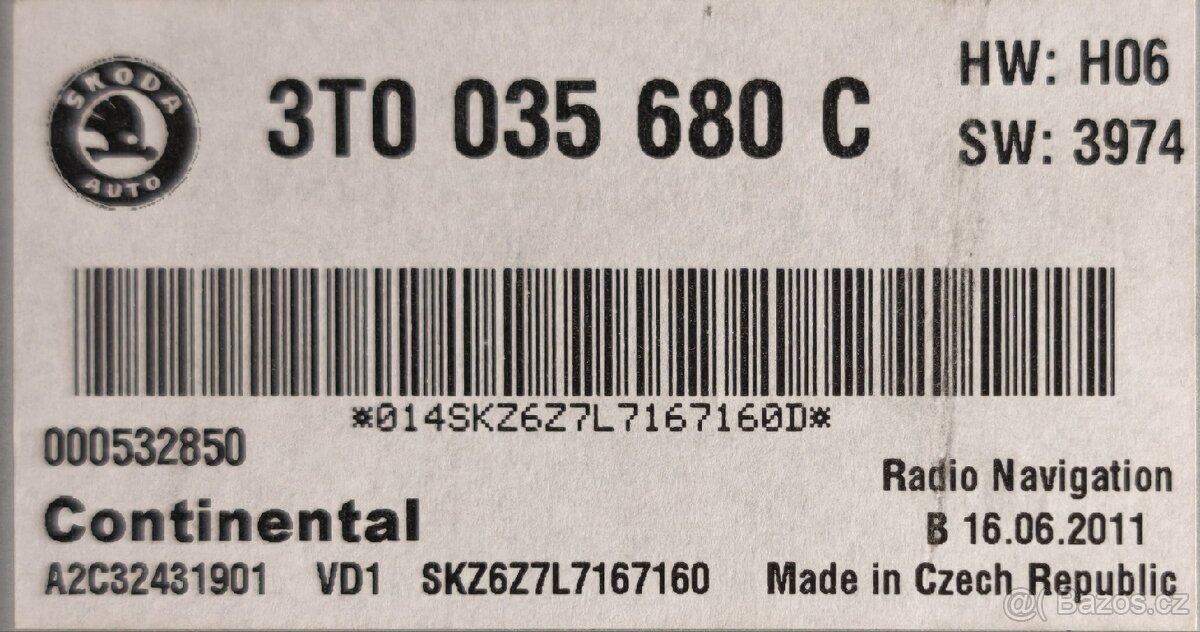 SKODA
AUTO
3T0 035 680 C
HW: H06
SW: 3974
*014SKZ6Z7L7167160D*
000532850
Continental
A2C32431901 VD1 SKZ6Z7L7167160
Radio Navigation
B 16.06.2011
Made in Czech Republic
@( Bazos.cz